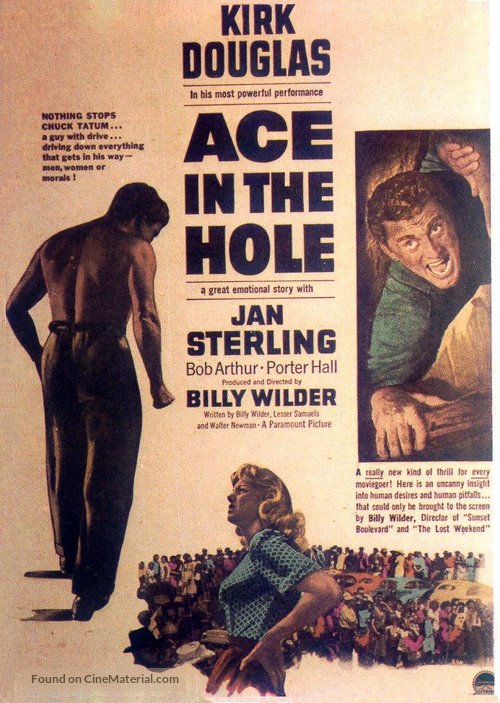 KIRK
DOUGLAS
In his most powerful performance
NOTHING STOPS
CHUCK TATUM...
a guy with drive...
driving down everything
that gets in his way—
men, women or
morals!
ACE
IN THE
HOLE
a great emotional story with
JAN
STERLING
Bob Arthur · Porter Hall
Produced and Directed by
BILLY WILDER
Written by Billy Wilder, Lesser Samuels
and Walter Newman · A Paramount Picture
A really new kind of thrill for every
moviegoer! Here is an uncanny insight
into human desires and human pitfalls...
that could only be brought to the screen
by Billy Wilder, Director of "Sunset
Boulevard" and "The Lost Weekend"
Found on CineMaterial.com